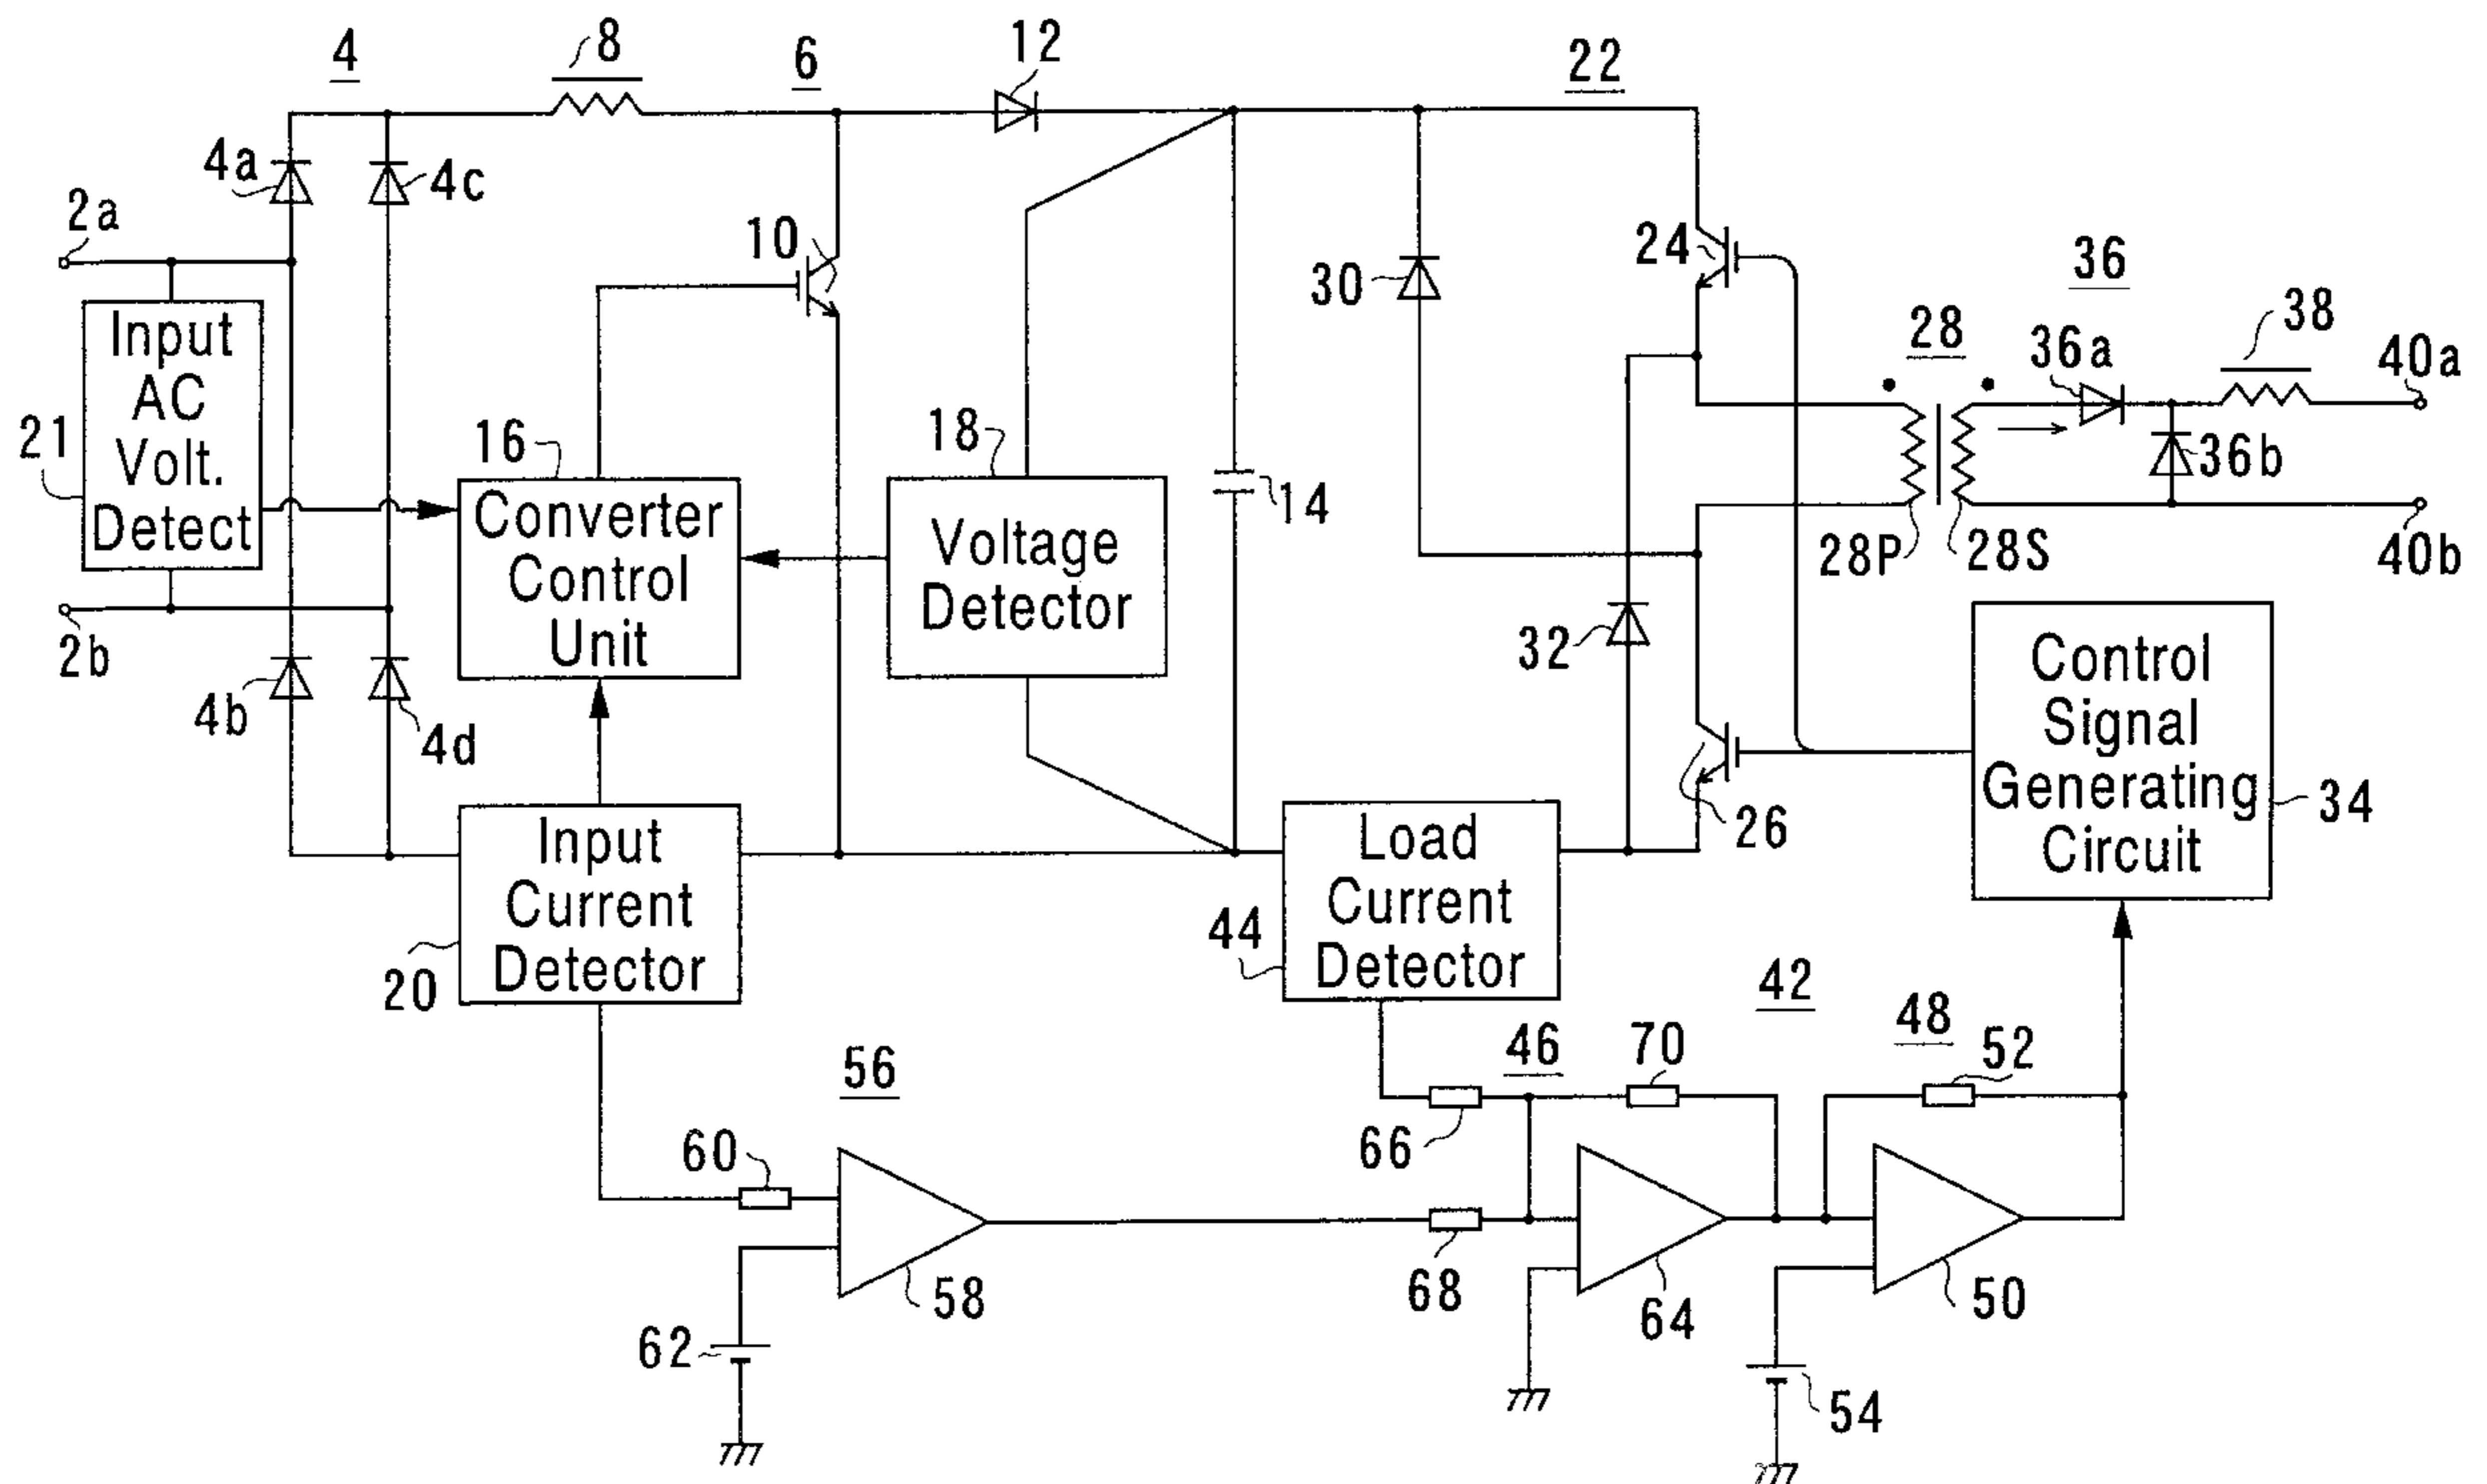 4
8
6
12
22
4a
4c
2a
10
24
36
30
38
28
36a
40a
Input
AC
Volt.
Detect
21
16
18
14
36b
Converter
Control
Unit
Voltage
Detector
28P
28S
40b
2b
32
4b
4d
Control
Signal
Generating
Circuit
34
26
Input
Current
Detector
20
Load
Current
Detector
44
42
56
46
70
48
52
60
66
58
68
64
50
62
54